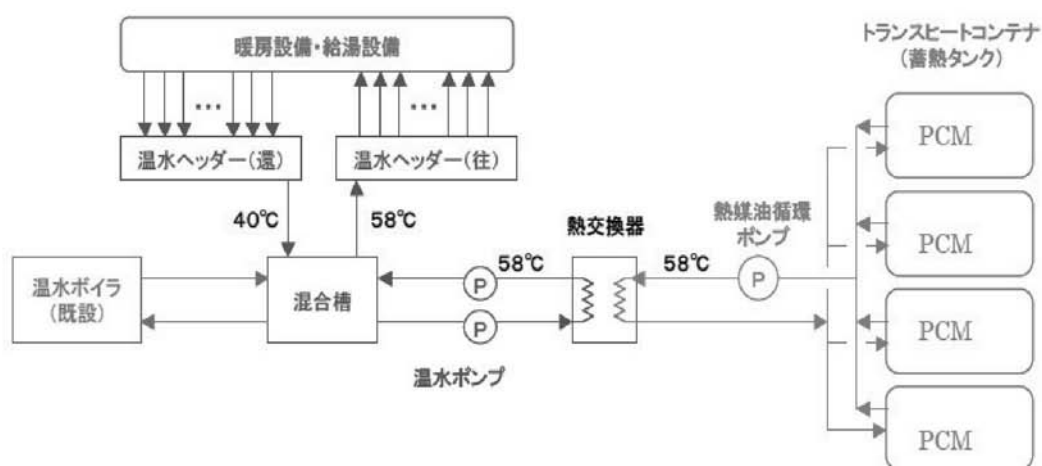 暖房設備・給湯設備
トランスヒートコンテナ
(蓄熱タンク)
…
…
PCM
温水ヘッダー(還)
温水ヘッダー(往)
40℃
58℃
熱交換器
熱媒油循環
ポンプ
PCM
温水ボイラ
(既設)
混合槽
58℃
P
58℃
P
P
温水ポンプ
PCM
PCM